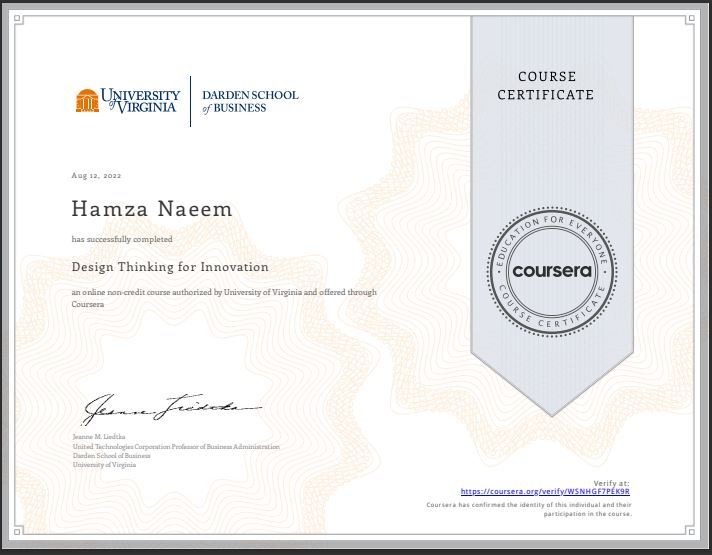 UNIVERSITY
of VIRGINIA
DARDEN SCHOOL
of BUSINESS
COURSE
CERTIFICATE
Aug 12, 2022
Hamza Naeem
has successfully completed
Design Thinking for Innovation
an online non-credit course authorized by University of Virginia and offered through
Coursera
EDUCATION FOR EVERYONE
coursera
COURSE CERTIFICATE
Jeanne Liedtka
Jeanne M. Liedtka
United Technologies Corporation Professor of Business Administration
Darden School of Business
University of Virginia
Verify at:
https://coursera.org/verify/WSNHGF7PEK9R
Coursera has confirmed the identity of this individual and their
participation in the course.